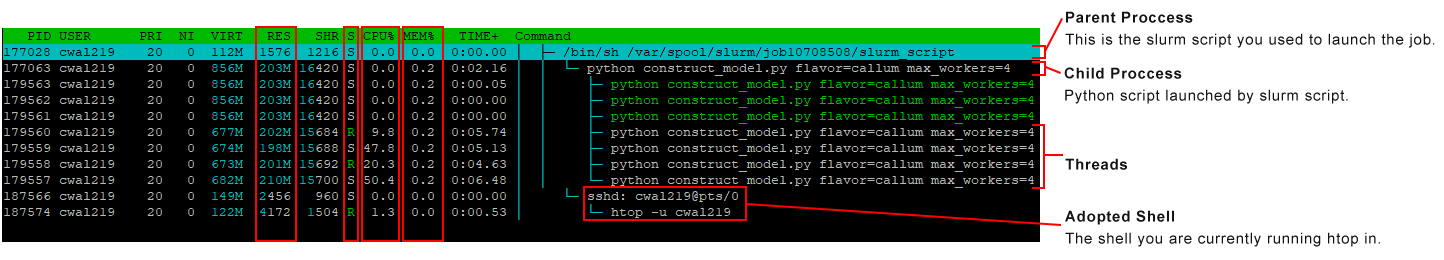 Parent Proccess
This is the slurm script you used to launch the job.
PID USER PRI NI VIRT RES SHR S CPU% MEM% TIME+ Command
177028 cwal219 20 0 112M 1576 1216 S 0.0 0.0 0:00.00 /bin/sh /var/spool/slurm/job10708508/slurm_script
177063 cwal219 20 0 856M 203M 16420 S 0.0 0.2 0:02.16 python construct_model.py flavor=callum max_workers=4
179563 cwal219 20 0 856M 203M 16420 S 0.0 0.2 0:00.05 python construct_model.py flavor=callum max_workers=4
179562 cwal219 20 0 856M 203M 16420 S 0.0 0.2 0:00.00 python construct_model.py flavor=callum max_workers=4
179561 cwal219 20 0 856M 203M 16420 S 0.0 0.2 0:00.00 python construct_model.py flavor=callum max_workers=4
179560 cwal219 20 0 677M 202M 15684 R 9.8 0.2 0:05.74 python construct_model.py flavor=callum max_workers=4
179559 cwal219 20 0 674M 198M 15688 S 47.8 0.2 0:05.13 python construct_model.py flavor=callum max_workers=4
179558 cwal219 20 0 673M 201M 15692 R 20.3 0.2 0:04.63 python construct_model.py flavor=callum max_workers=4
179557 cwal219 20 0 682M 210M 15700 S 50.4 0.2 0:06.48 python construct_model.py flavor=callum max_workers=4
187566 cwal219 20 0 149M 2456 960 S 0.0 0.0 0:00.00 sshd: cwal219@pts/0
187574 cwal219 20 0 122M 4172 1504 R 1.3 0.0 0:00.53 htop -u cwal219
Child Proccess
Python script launched by slurm script.
Threads
Adopted Shell
The shell you are currently running htop in.